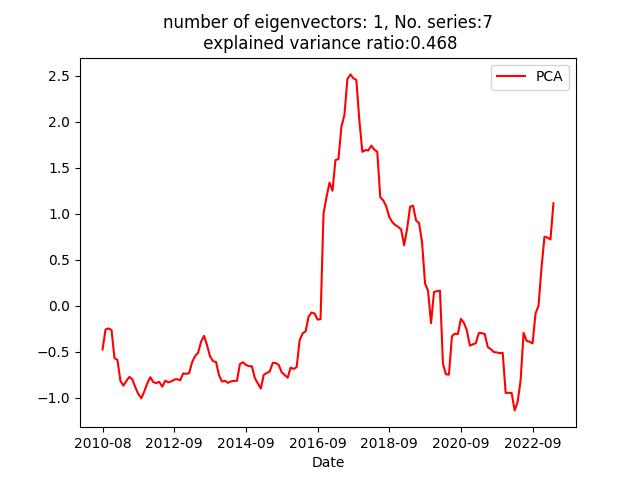 number of eigenvectors: 1, No. series:7
explained variance ratio:0.468
PCA
2.5
2.0
1.5
1.0
0.5
0.0
−0.5
−1.0
2010-08 2012-09 2014-09 2016-09 2018-09 2020-09 2022-09
Date